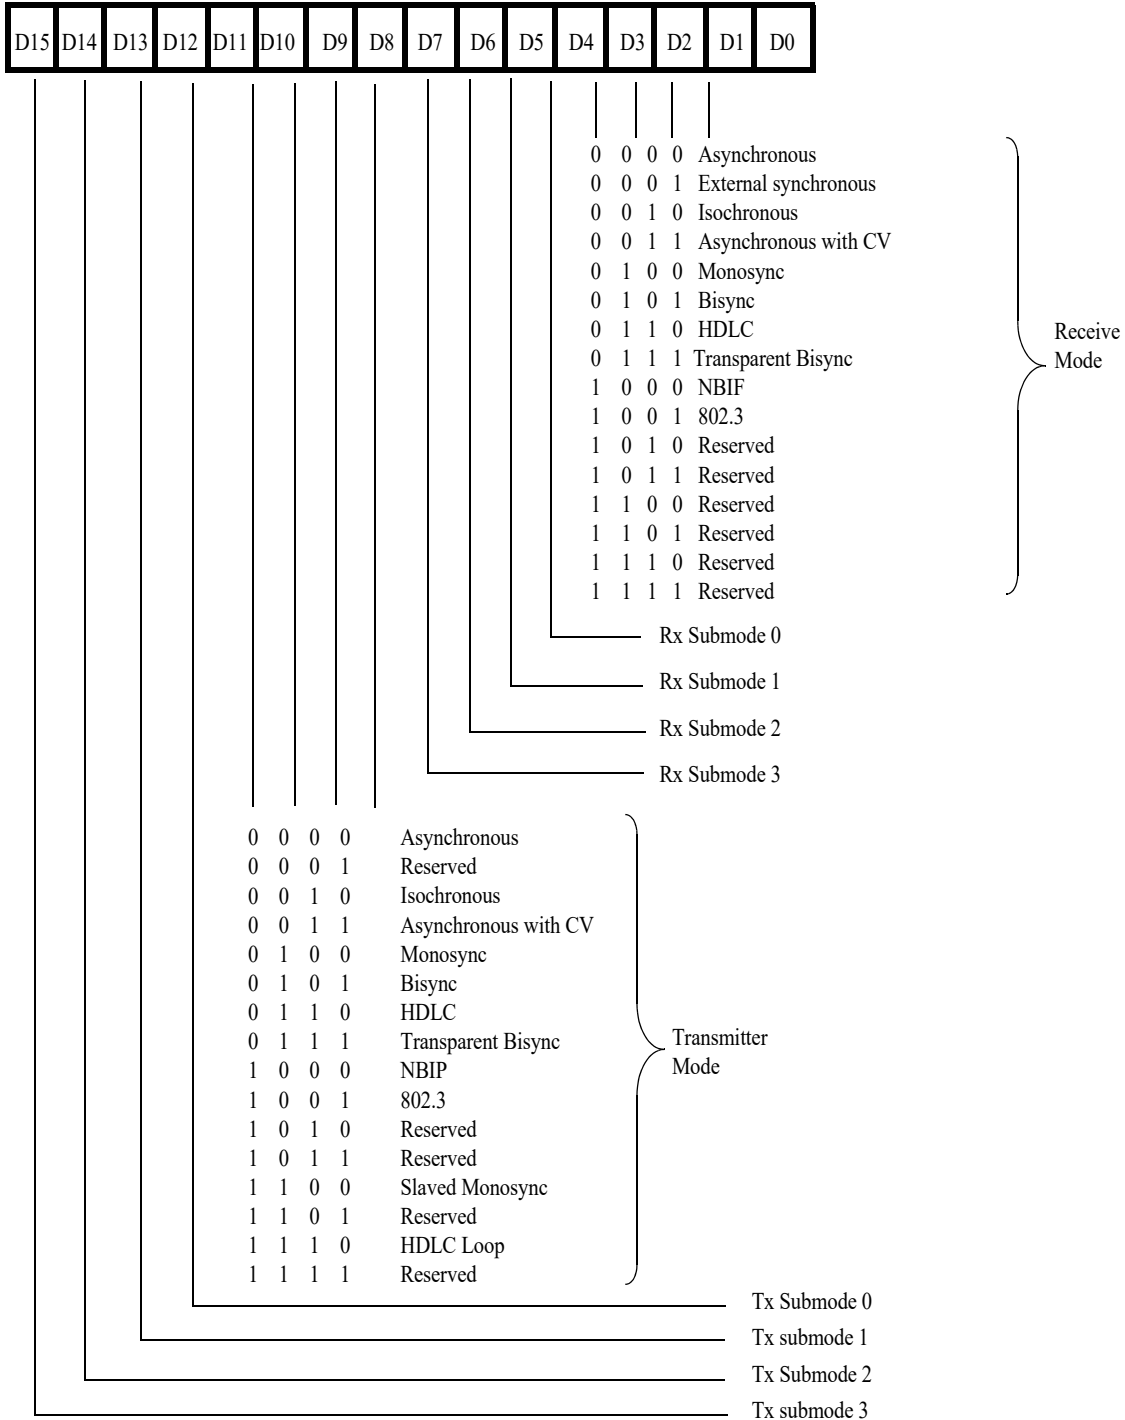 D15 D14 D13 D12 D11 D10 D9 D8 D7 D6 D5 D4 D3 D2 D1 D0
0 0 0 0 Asynchronous
0 0 0 1 External synchronous
0 0 1 0 Isochronous
0 0 1 1 Asynchronous with CV
0 1 0 0 Monosync
0 1 0 1 Bisync
0 1 1 0 HDLC
0 1 1 1 Transparent Bisync
1 0 0 0 NBIF
1 0 0 1 802.3
1 0 1 0 Reserved
1 0 1 1 Reserved
1 1 0 0 Reserved
1 1 0 1 Reserved
1 1 1 0 Reserved
1 1 1 1 Reserved
Receive
Mode
Rx Submode 0
Rx Submode 1
Rx Submode 2
Rx Submode 3
0 0 0 0 Asynchronous
0 0 0 1 Reserved
0 0 1 0 Isochronous
0 0 1 1 Asynchronous with CV
0 1 0 0 Monosync
0 1 0 1 Bisync
0 1 1 0 HDLC
0 1 1 1 Transparent Bisync
1 0 0 0 NBIP
1 0 0 1 802.3
1 0 1 0 Reserved
1 0 1 1 Reserved
1 1 0 0 Slaved Monosync
1 1 0 1 Reserved
1 1 1 0 HDLC Loop
1 1 1 1 Reserved
Transmitter
Mode
Tx Submode 0
Tx submode 1
Tx Submode 2
Tx submode 3